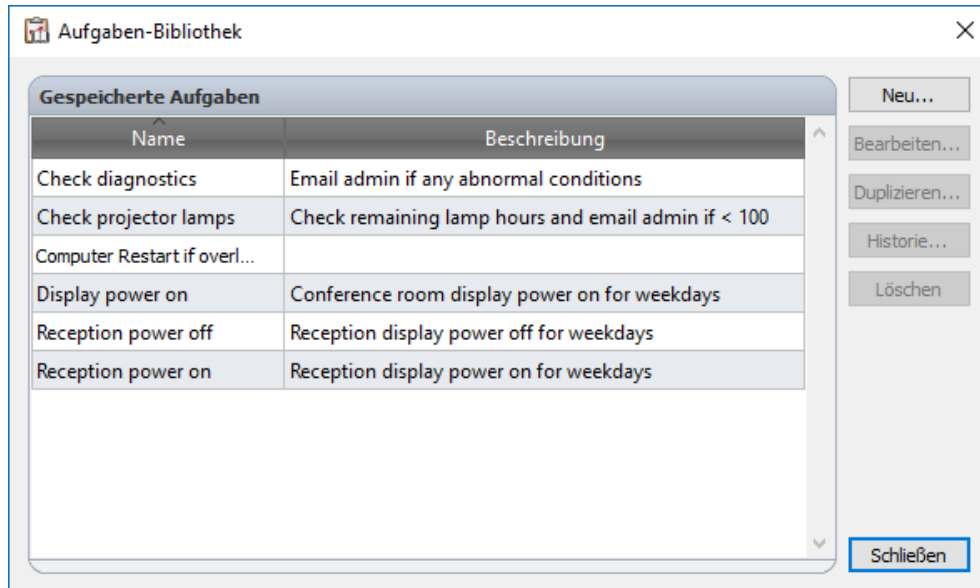 Aufgaben-Bibliothek
Gespeicherte Aufgaben
Name Beschreibung
Check diagnostics Email admin if any abnormal conditions
Check projector lamps Check remaining lamp hours and email admin if < 100
Computer Restart if overl...
Display power on Conference room display power on for weekdays
Reception power off Reception display power off for weekdays
Reception power on Reception display power on for weekdays
Neu...
Bearbeiten...
Duplizieren...
Historie...
Löschen
Schließen